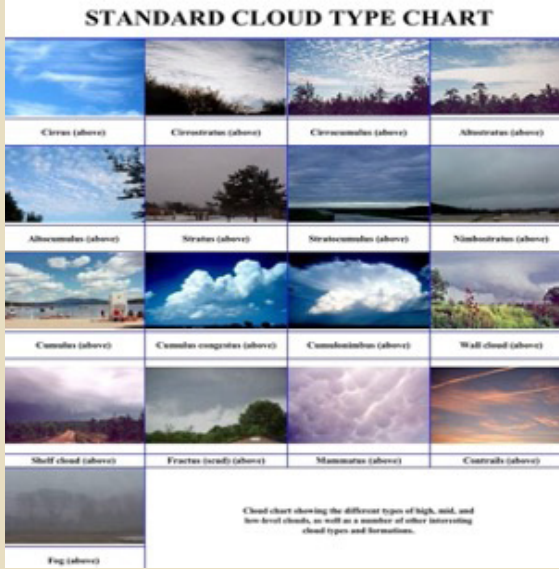 STANDARD CLOUD TYPE CHART
Cirrus (above)
Cirrostratus (above)
Cirrocumulus (above)
Altostratus (above)
Altocumulus (above)
Stratus (above)
Stratocumulus (above)
Nimbostratus (above)
Cumulus (above)
Cumulus congestus (above)
Cumulonimbus (above)
Wall cloud (above)
Shelf cloud (above)
Fractus (scud) (above)
Mammatus (above)
Contrails (above)
Fog (above)
Cloud chart showing the different types of high, mid, and
low-level clouds, as well as a number of other interesting
cloud types and formations.